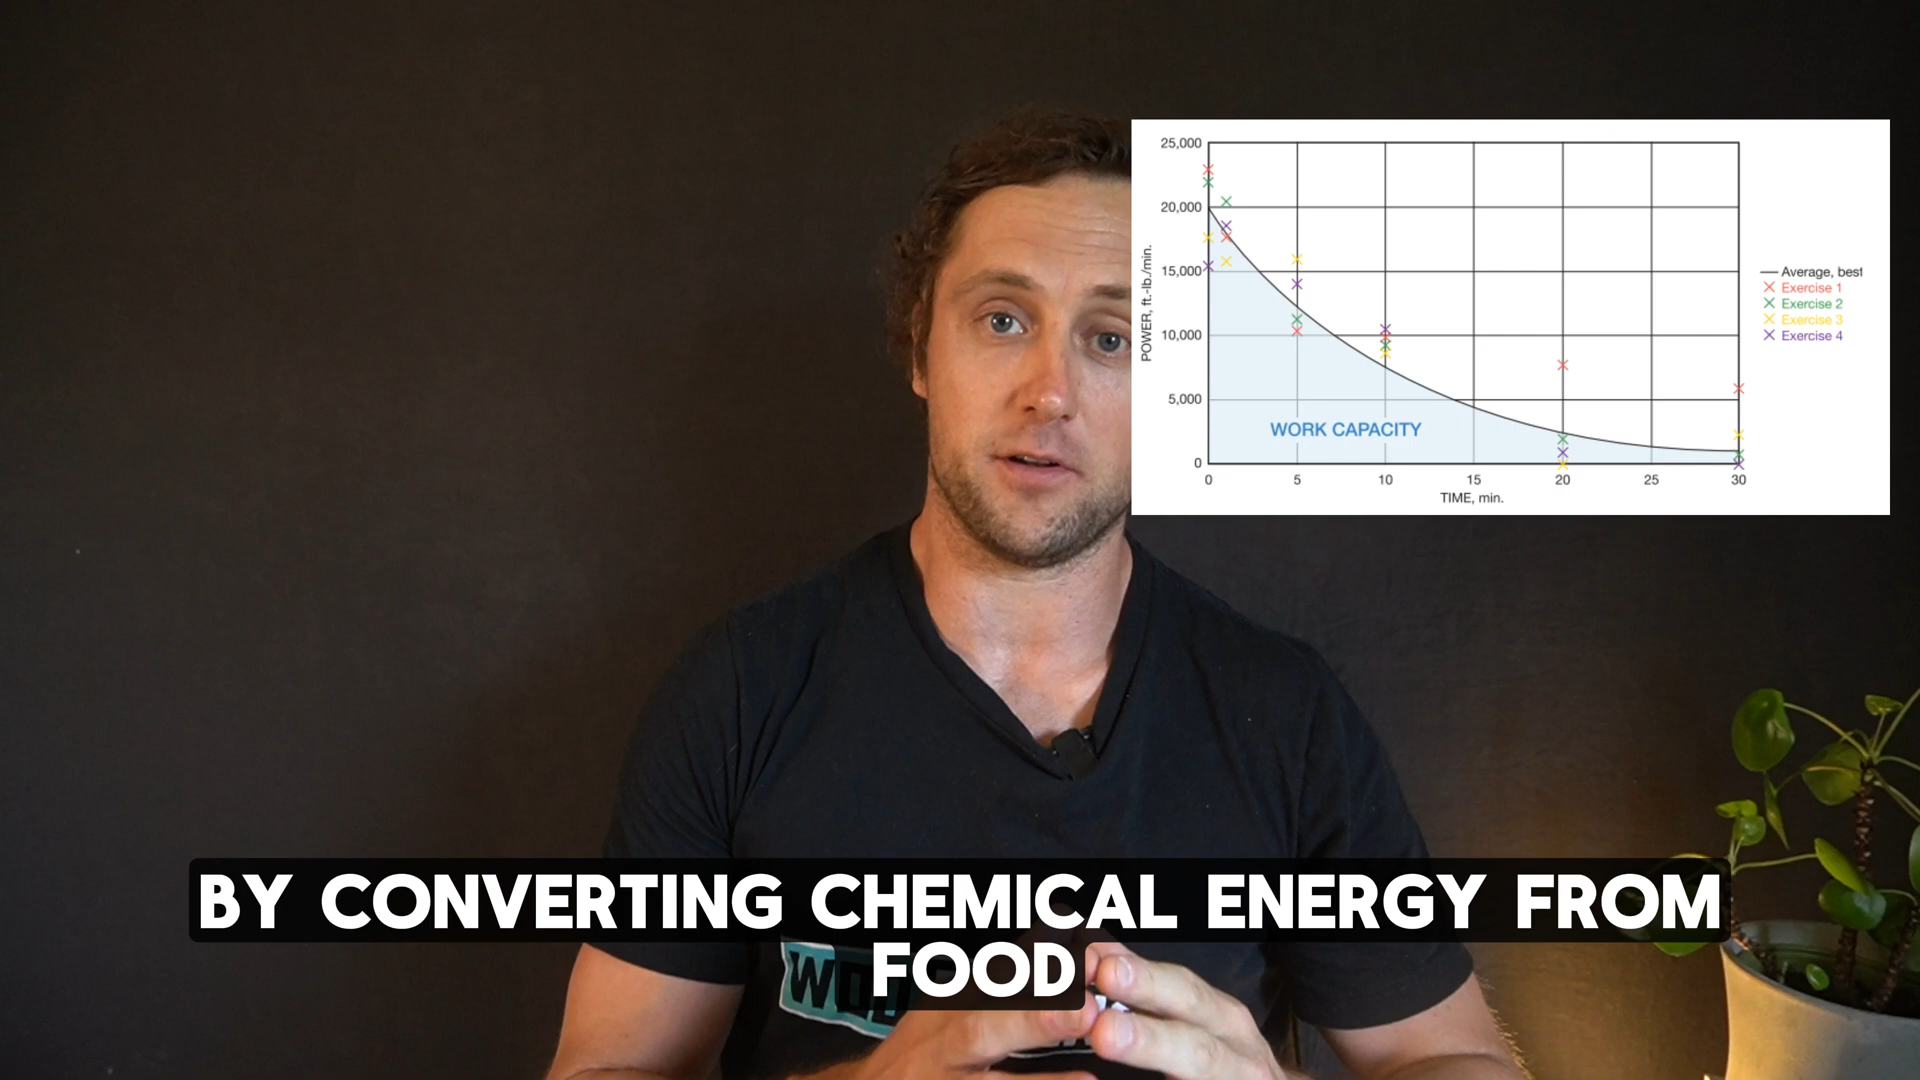 25,000
20,000
15,000
10,000
5,000
0
POWER, ft.-lb./min.
0 5 10 15 20 25 30
TIME, min.
WORK CAPACITY
Average, best
Exercise 1
Exercise 2
Exercise 3
Exercise 4
BY CONVERTING CHEMICAL ENERGY FROM
FOOD